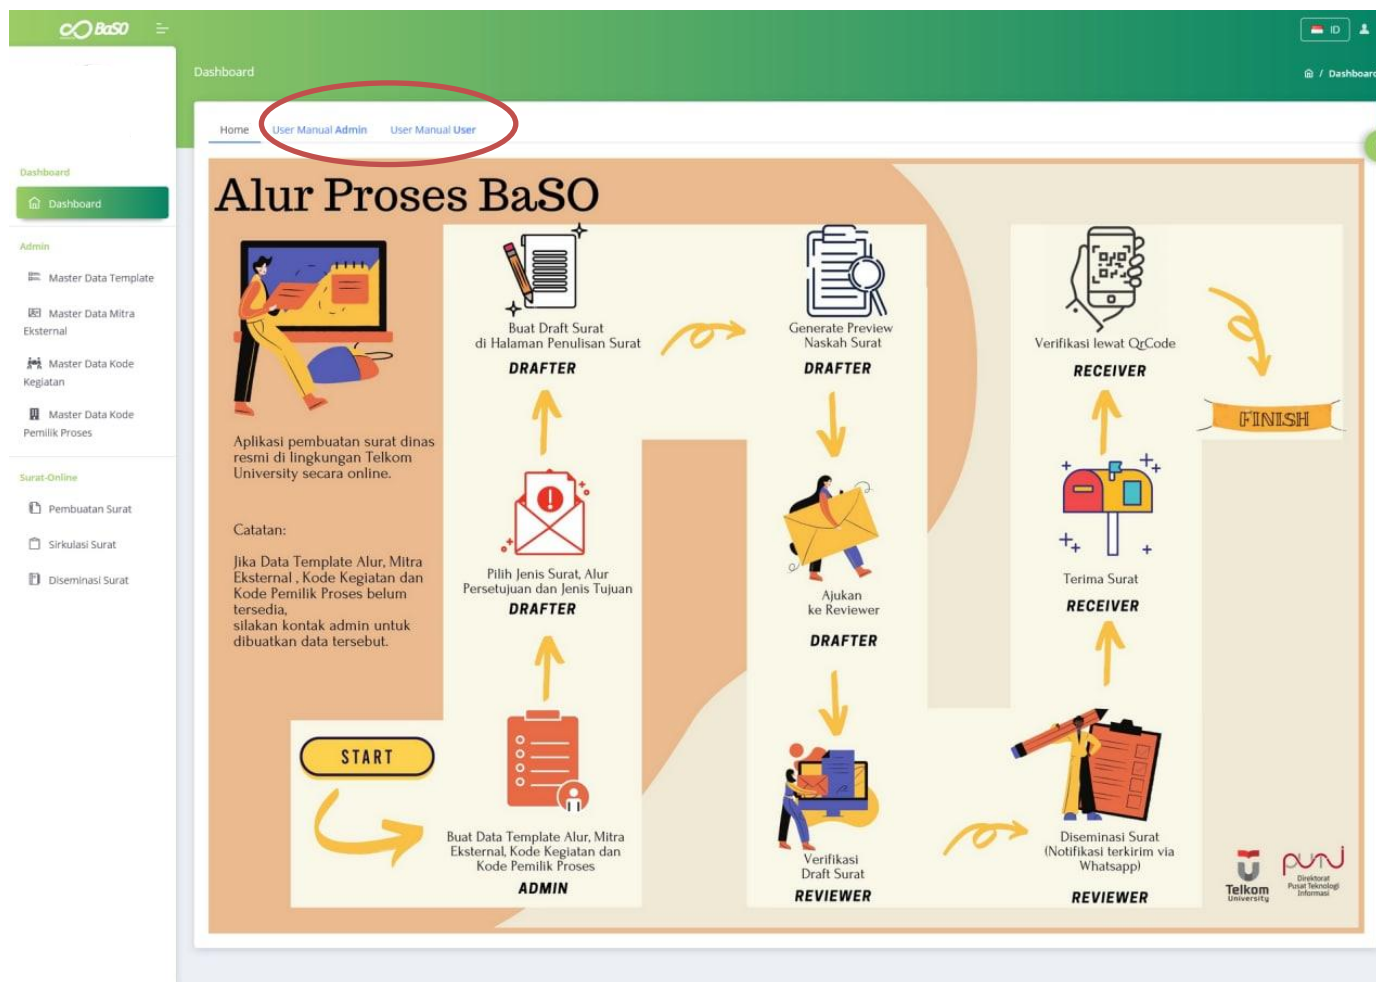 BaSO
ID
Dashboard
/ Dashboard
Home
User Manual Admin
User Manual User
Dashboard
Dashboard
Admin
Master Data Template
Master Data Mitra
Eksternal
Master Data Kode
Kegiatan
Master Data Kode
Pemilik Proses
Surat-Online
Pembuatan Surat
Sirkulasi Surat
Diseminasi Surat
Alur Proses BaSO
Aplikasi pembuatan surat dinas
resmi di lingkungan Telkom
University secara online.
Catatan:
Jika Data Template Alur, Mitra
Eksternal , Kode Kegiatan dan
Kode Pemilik Proses belum
tersedia,
silakan kontak admin untuk
dibuatkan data tersebut.
START
Buat Data Template Alur, Mitra
Eksternal, Kode Kegiatan dan
Kode Pemilik Proses
ADMIN
Pilih Jenis Surat, Alur
Persetujuan dan Jenis Tujuan
DRAFTER
Buat Draft Surat
di Halaman Penulisan Surat
DRAFTER
Generate Preview
Naskah Surat
DRAFTER
Ajukan
ke Reviewer
DRAFTER
Verifikasi
Draft Surat
REVIEWER
Diseminasi Surat
(Notifikasi terkirim via
Whatsapp)
REVIEWER
Terima Surat
RECEIVER
Verifikasi lewat QrCode
RECEIVER
FINISH
Telkom
University
puti
Direktorat
Pusat Teknologi
Informasi